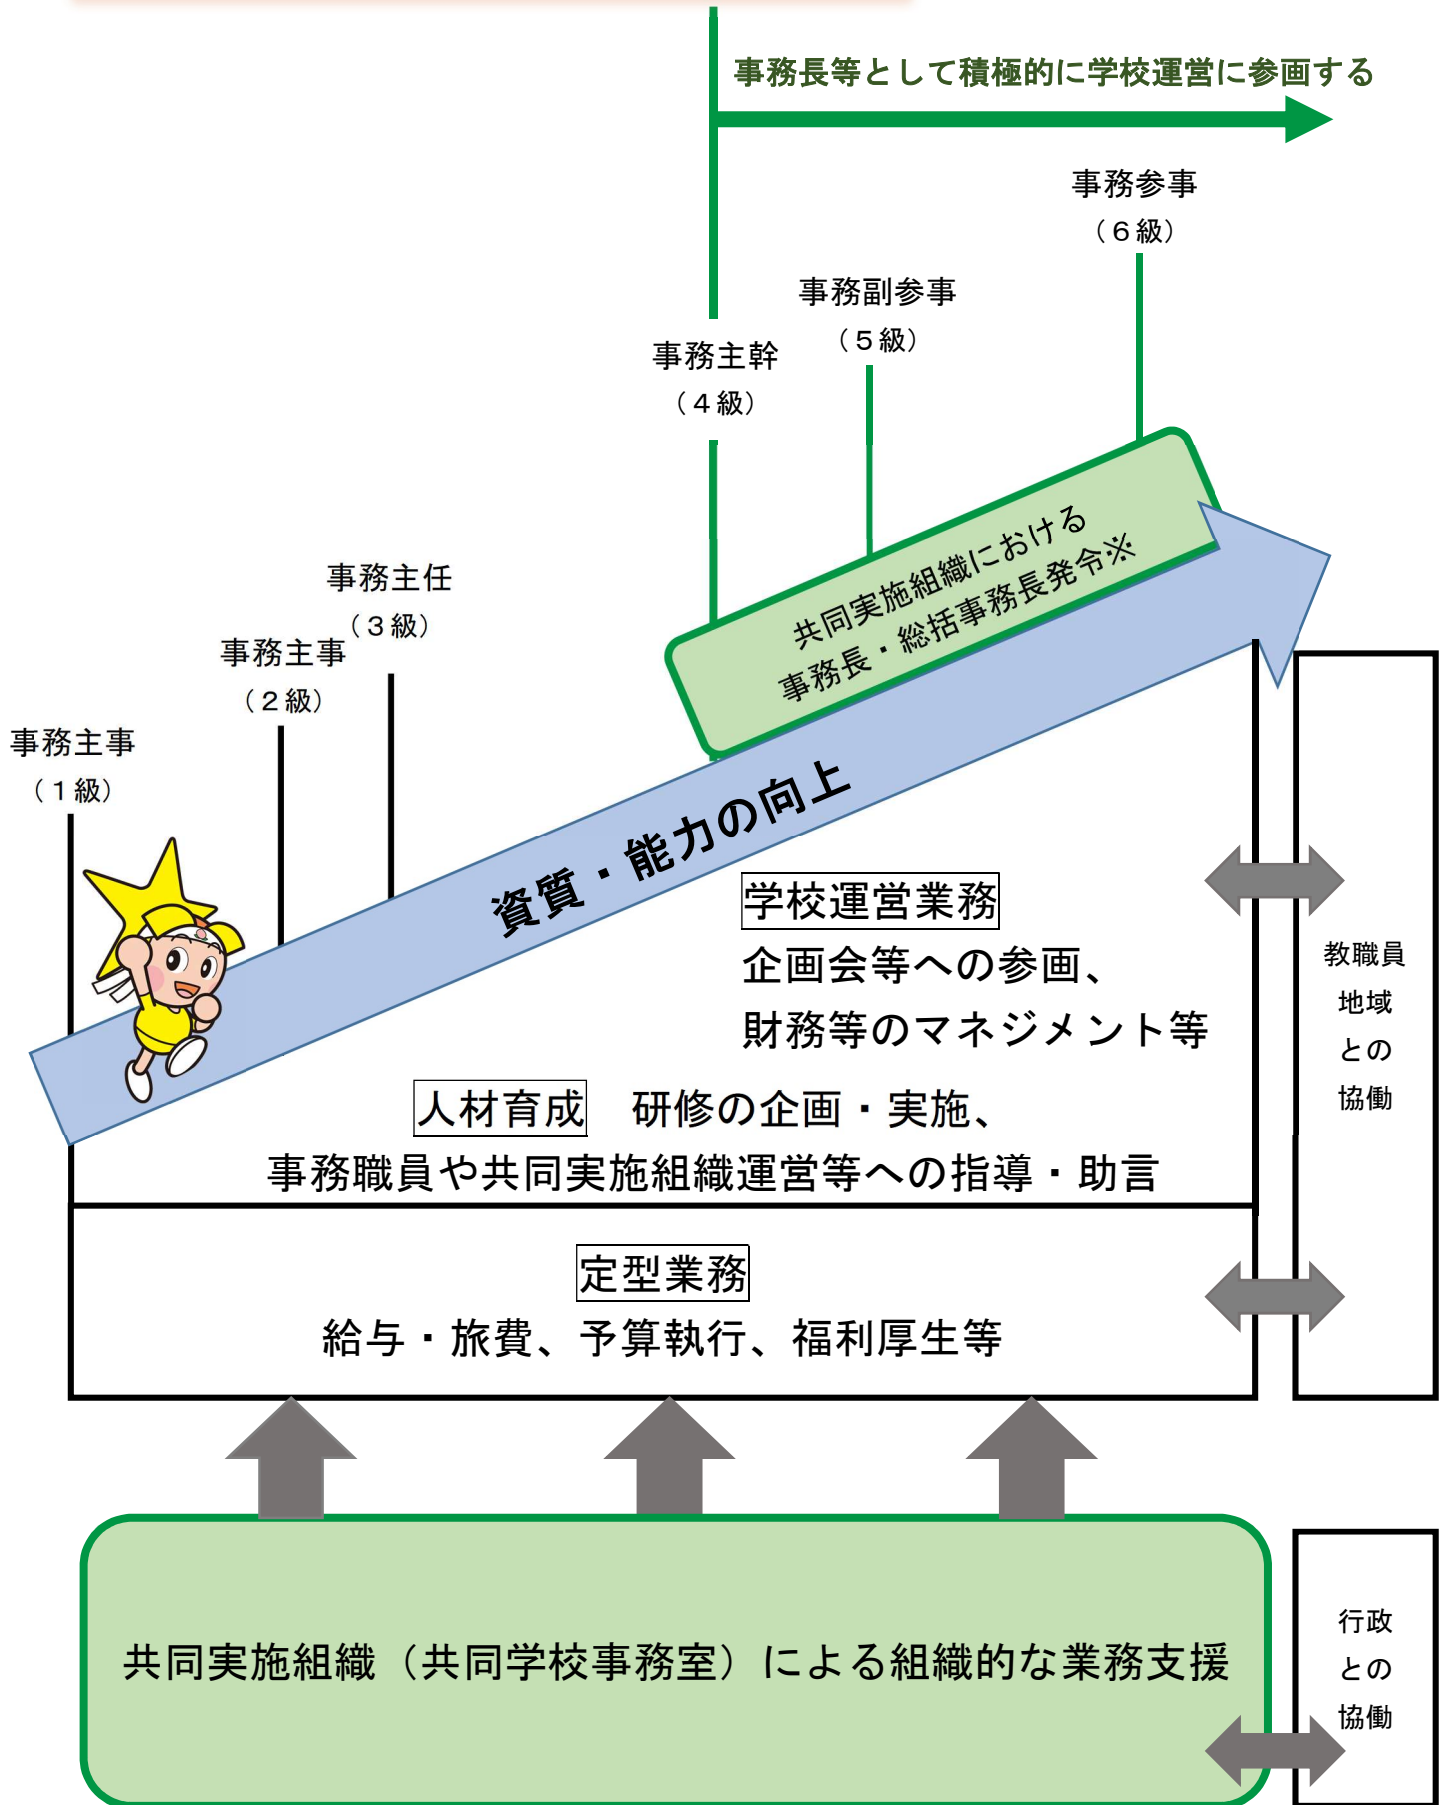 事務長等として積極的に学校運営に参画する
事務参事
（６級）
事務副参事
（５級）
事務主幹
（４級）
共同実施組織における
事務長・総括事務長発令※
事務主任
（３級）
事務主事
（２級）
事務主事
（１級）
資質・能力の向上
学校運営業務
企画会等への参画、
財務等のマネジメント等
人材育成　研修の企画・実施、
事務職員や共同実施組織運営等への指導・助言
定型業務
給与・旅費、予算執行、福利厚生等
教職員
地域
との
協働
共同実施組織（共同学校事務室）による組織的な業務支援
行政
との
協働